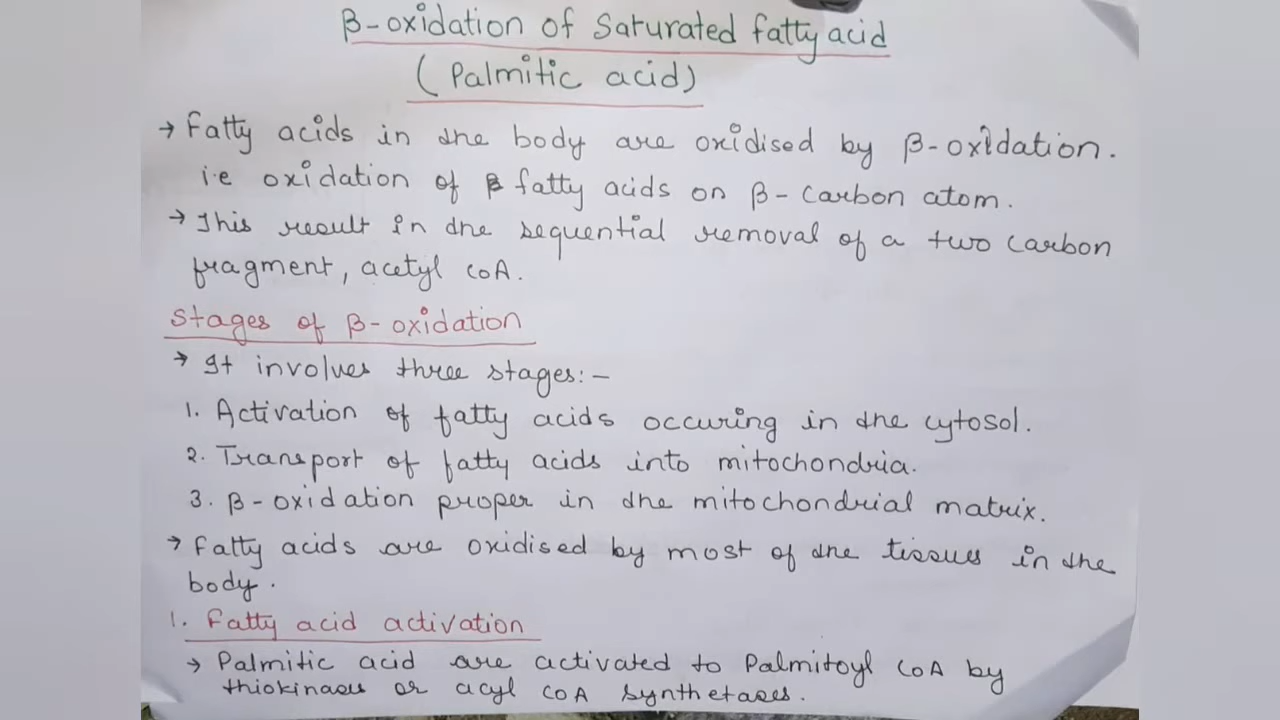 β-oxidation of Saturated fatty acid
(Palmitic acid)
→ Fatty acids in the body are oxidised by β-oxidation.
i.e oxidation of β fatty acids on β-carbon atom.
→ This result in the sequential removal of a two carbon
fragment, acetyl CoA.
Stages of β-oxidation
→ It involves three stages:-
1. Activation of fatty acids occuring in the cytosol.
2. Transport of fatty acids into mitochondria.
3. β-oxidation proper in the mitochondrial matrix.
→ Fatty acids are oxidised by most of the tissues in the
body.
1. Fatty acid activation
→ Palmitic acid are activated to Palmitoyl CoA by
thiokinases or acyl CoA synthetases.